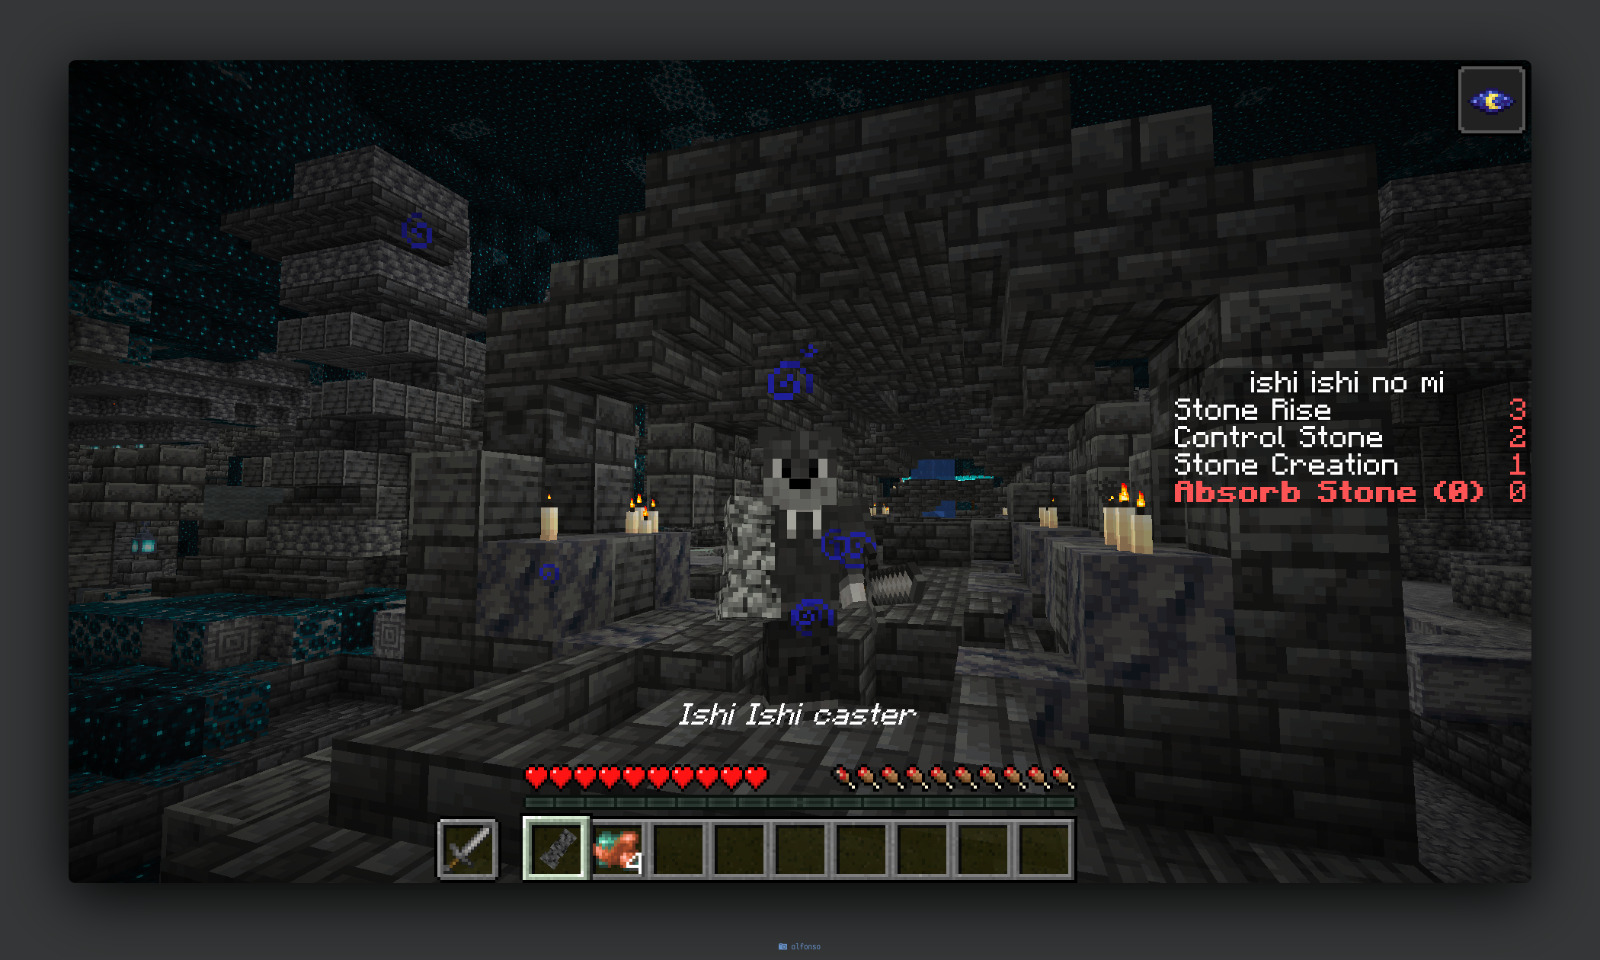 ishi ishi no mi
Stone Rise 3
Control Stone 2
Stone Creation 1
Absorb Stone (0) 0
Ishi Ishi caster
4
alfonso